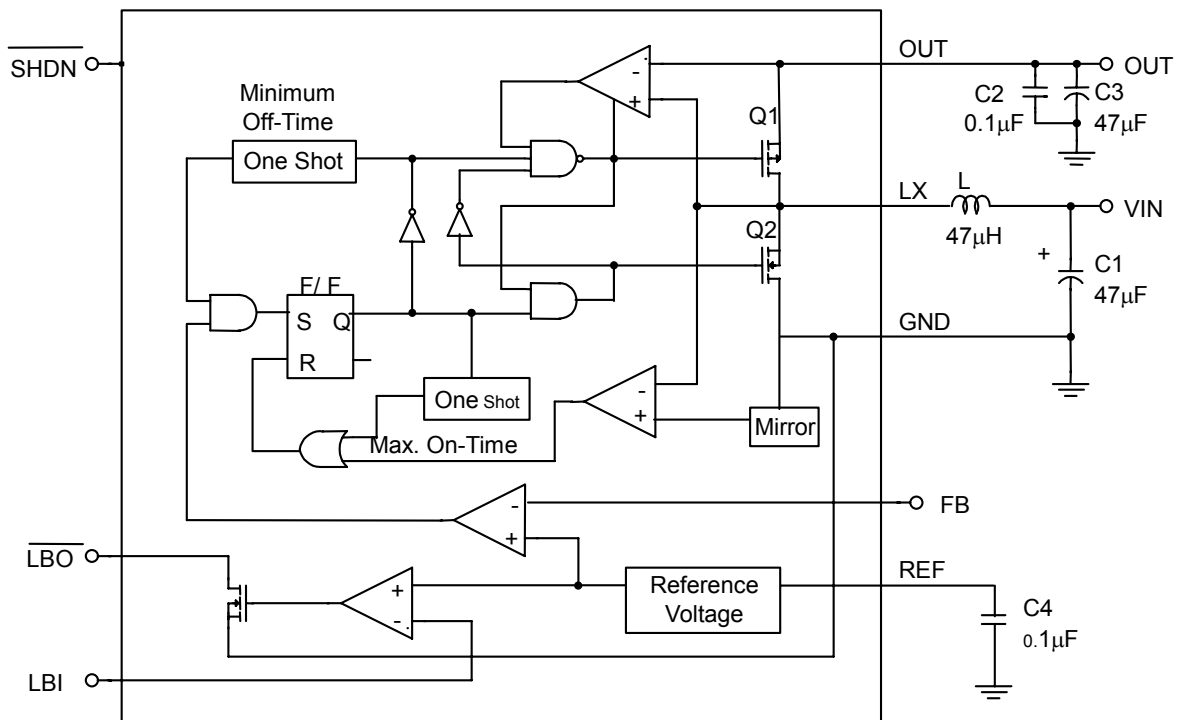 SHDN
OUT
OUT
C2
0.1μF
C3
47μF
Minimum
Off-Time
One Shot
-
+
Q1
LX
L
47μH
VIN
Q2
+
C1
47μF
F/ F
S Q
R
GND
One Shot
-
+
Mirror
Max. On-Time
-
+
FB
LBO
+
-
Reference
Voltage
REF
C4
0.1μF
LBI